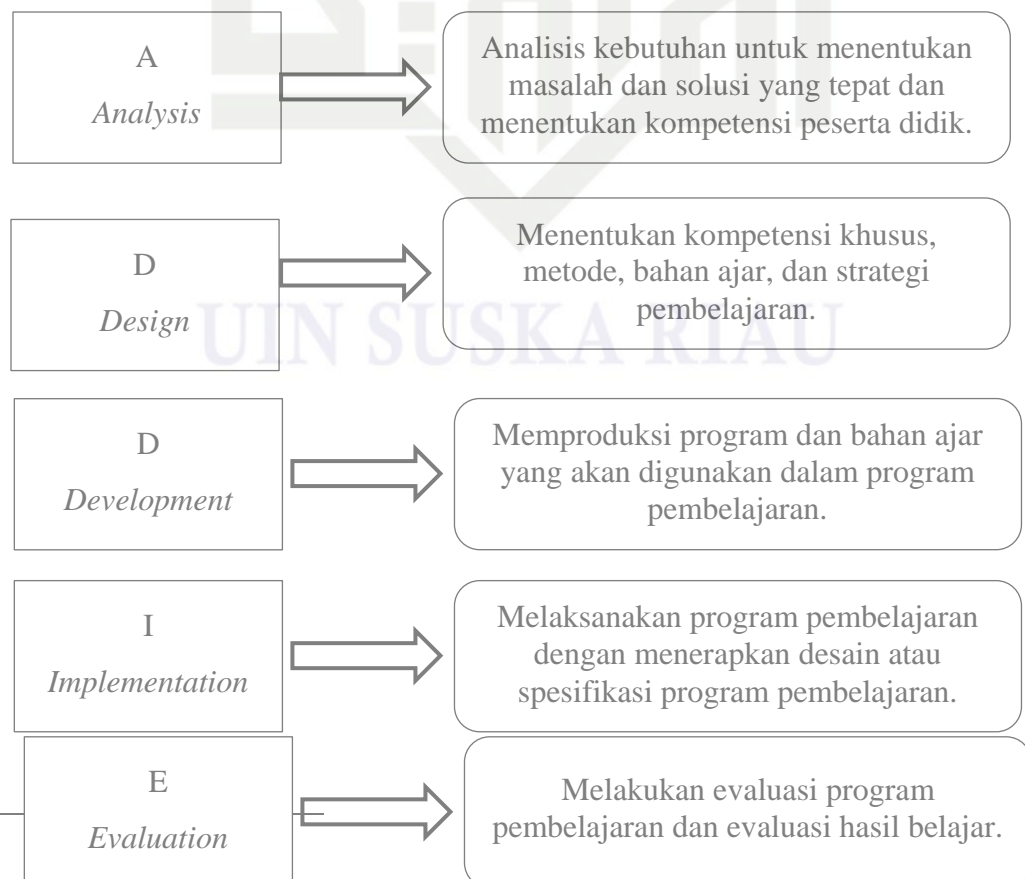 A
Analysis
Analisis kebutuhan untuk menentukan
masalah dan solusi yang tepat dan
menentukan kompetensi peserta didik.
D
Design
Menentukan kompetensi khusus,
metode, bahan ajar, dan strategi
pembelajaran.
UIN SUSKA RIAU
D
Development
Memproduksi program dan bahan ajar
yang akan digunakan dalam program
pembelajaran.
I
Implementation
Melaksanakan program pembelajaran
dengan menerapkan desain atau
spesifikasi program pembelajaran.
E
Evaluation
Melakukan evaluasi program
pembelajaran dan evaluasi hasil belajar.